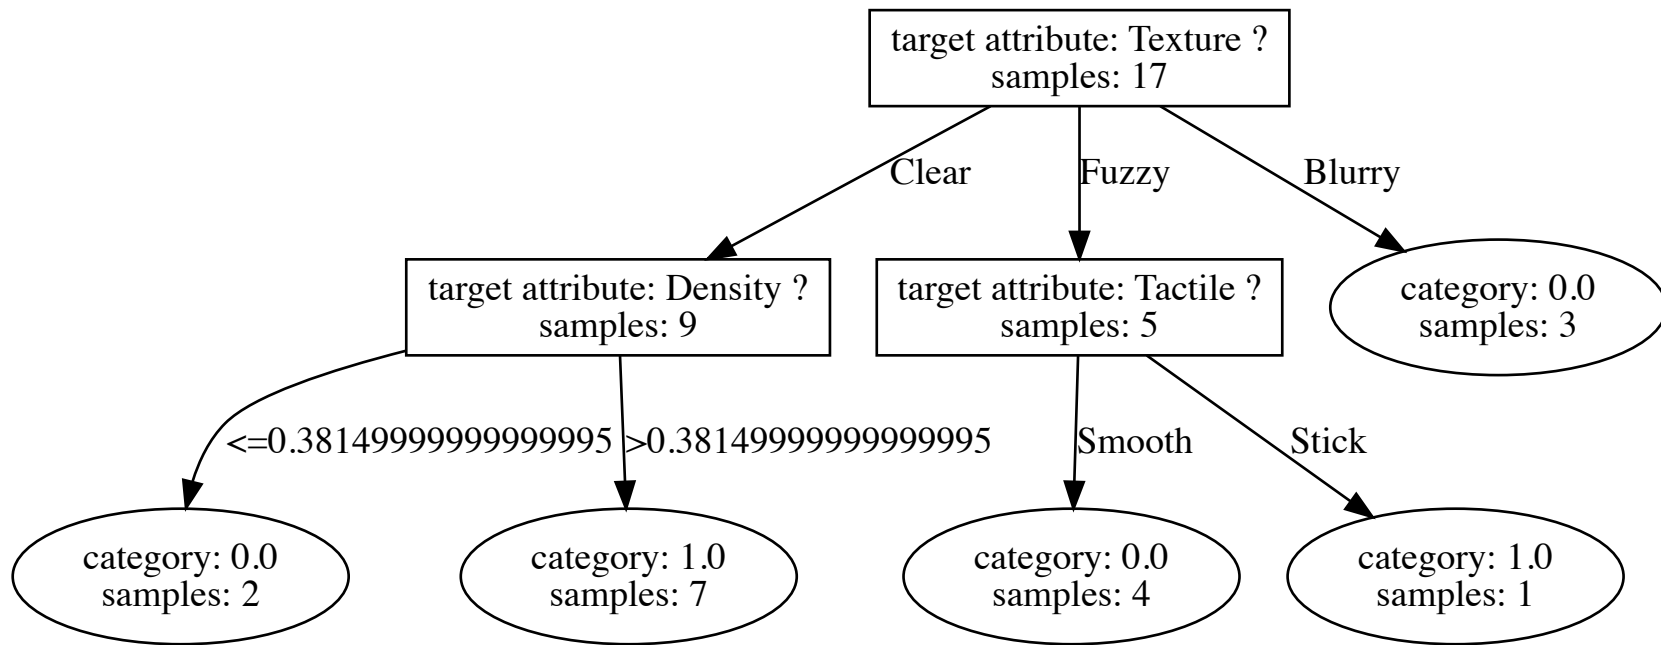 target attribute: Texture ?
samples: 17
Clear
Fuzzy
Blurry
target attribute: Density ?
samples: 9
target attribute: Tactile ?
samples: 5
category: 0.0
samples: 3
<=0.38149999999999995
>0.38149999999999995
Smooth
Stick
category: 0.0
samples: 2
category: 1.0
samples: 7
category: 0.0
samples: 4
category: 1.0
samples: 1